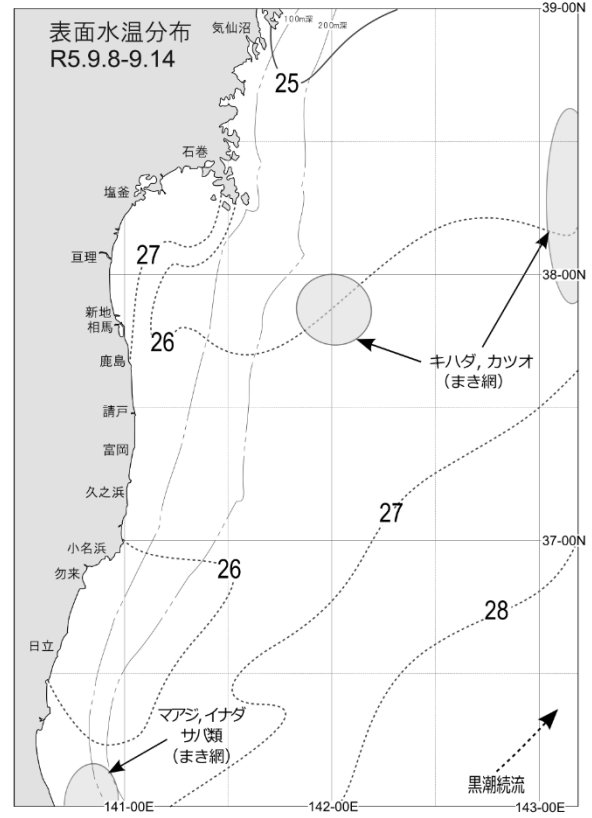 表面水温分布
R5.9.8-9.14
気仙沼
100m深
200m深
39-00N
25
石巻
塩釜
27
亘理
38-00N
新地
相馬
26
鹿島
キハダ, カツオ
(まき網)
請戸
富岡
久之浜
27
小名浜
37-00N
勿来
26
28
日立
マアジ, イナダ
サバ類
(まき網)
黒潮続流
141-00E
142-00E
143-00E